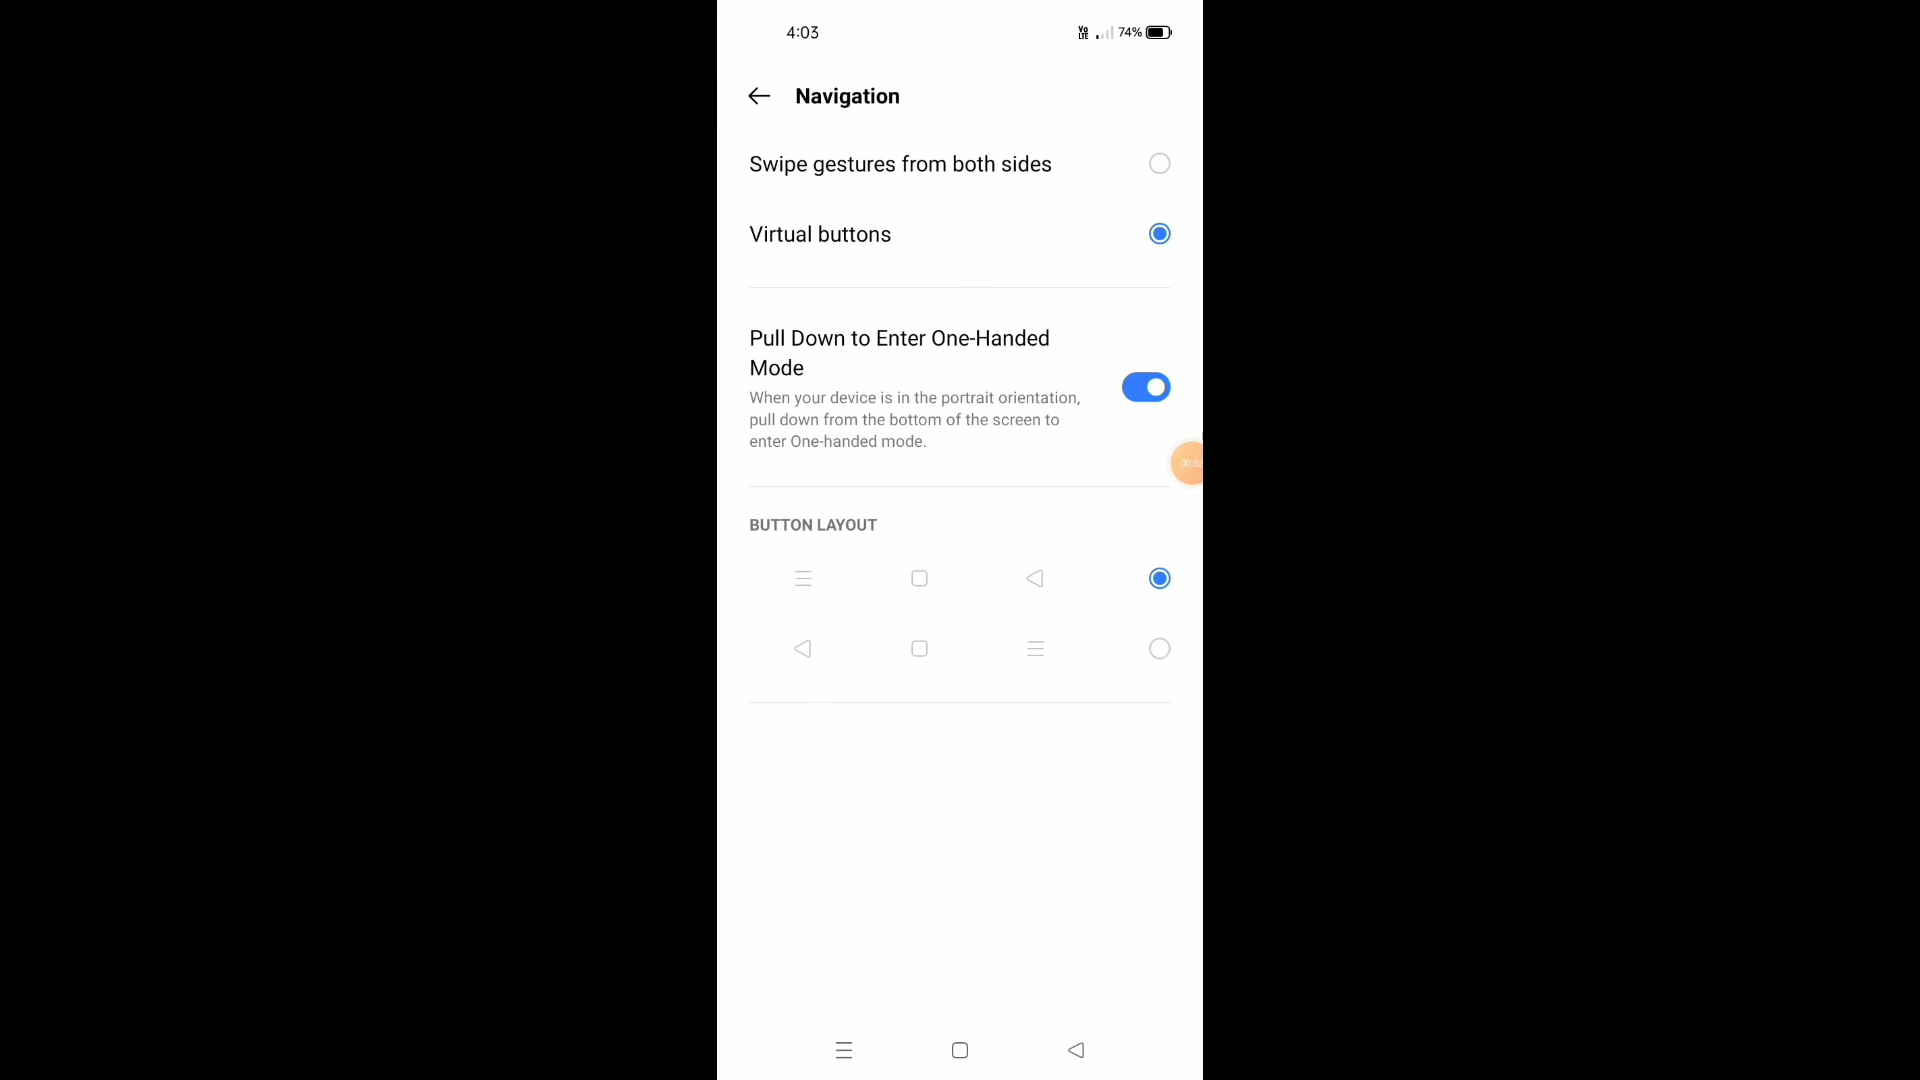 4:03
Vo
LTE
74%
Navigation
Swipe gestures from both sides
Virtual buttons
Pull Down to Enter One-Handed
Mode
When your device is in the portrait orientation,
pull down from the bottom of the screen to
enter One-handed mode.
BUTTON LAYOUT